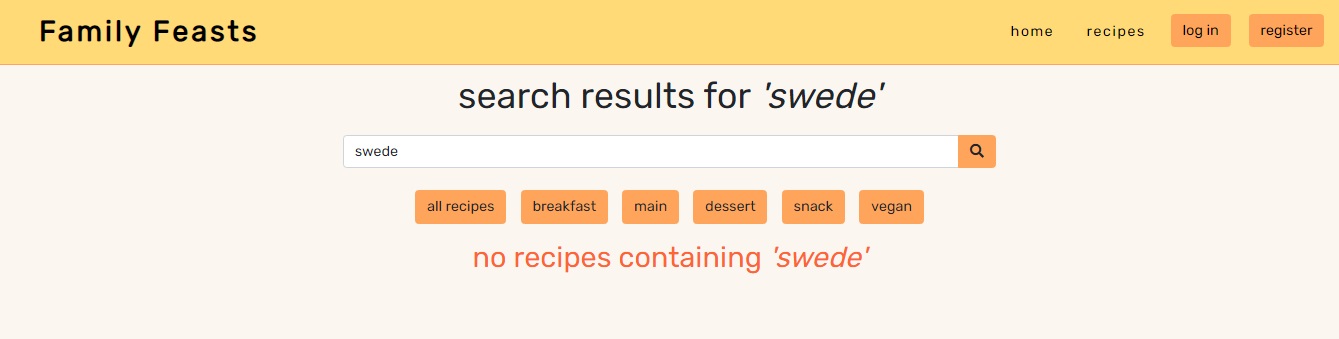 Family Feasts home recipes log in register
search results for 'swede'
swede
all recipes breakfast main dessert snack vegan
no recipes containing 'swede'